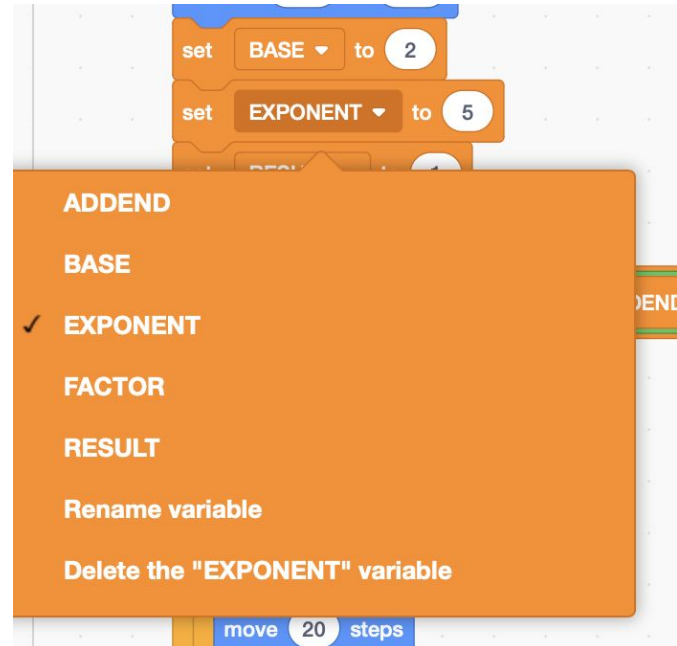 set BASE to 2
set EXPONENT to 5
ADDEND
BASE
EXPONENT
FACTOR
RESULT
Rename variable
Delete the "EXPONENT" variable
move 20 steps